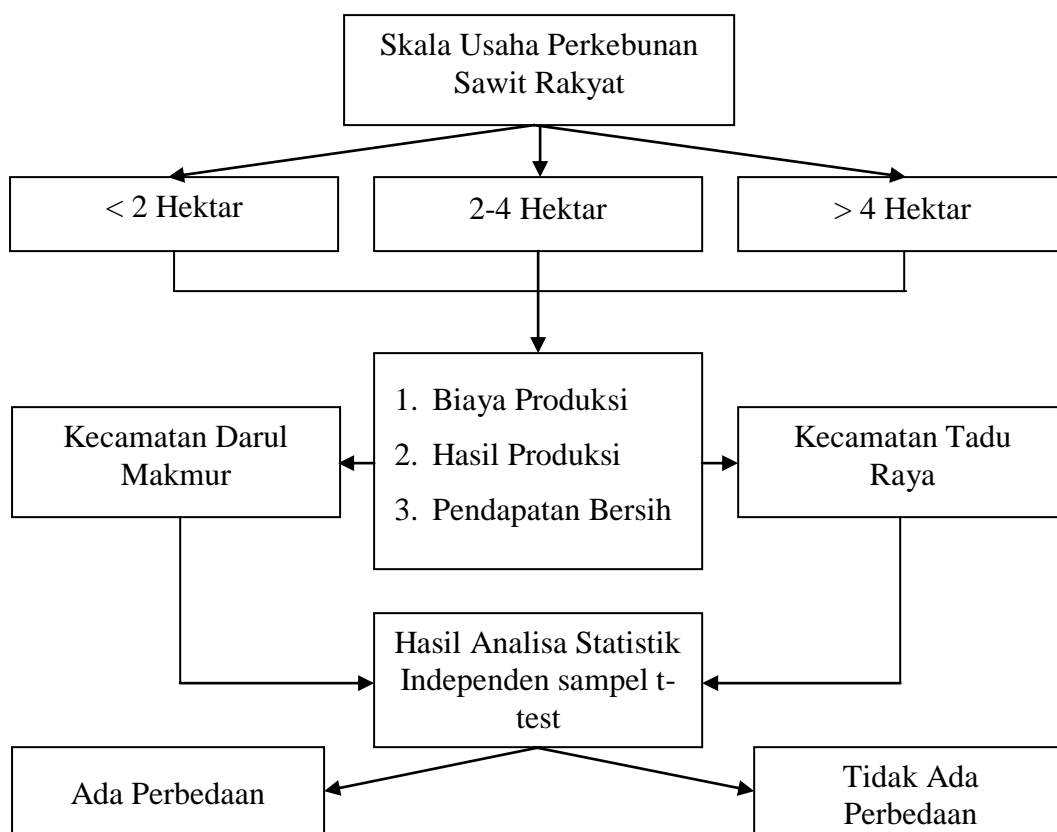 Skala Usaha Perkebunan
Sawit Rakyat
< 2 Hektar
2-4 Hektar
> 4 Hektar
1. Biaya Produksi
2. Hasil Produksi
3. Pendapatan Bersih
Kecamatan Darul
Makmur
Kecamatan Tadu
Raya
Hasil Analisa Statistik
Independen sampel t-
test
Ada Perbedaan
Tidak Ada
Perbedaan